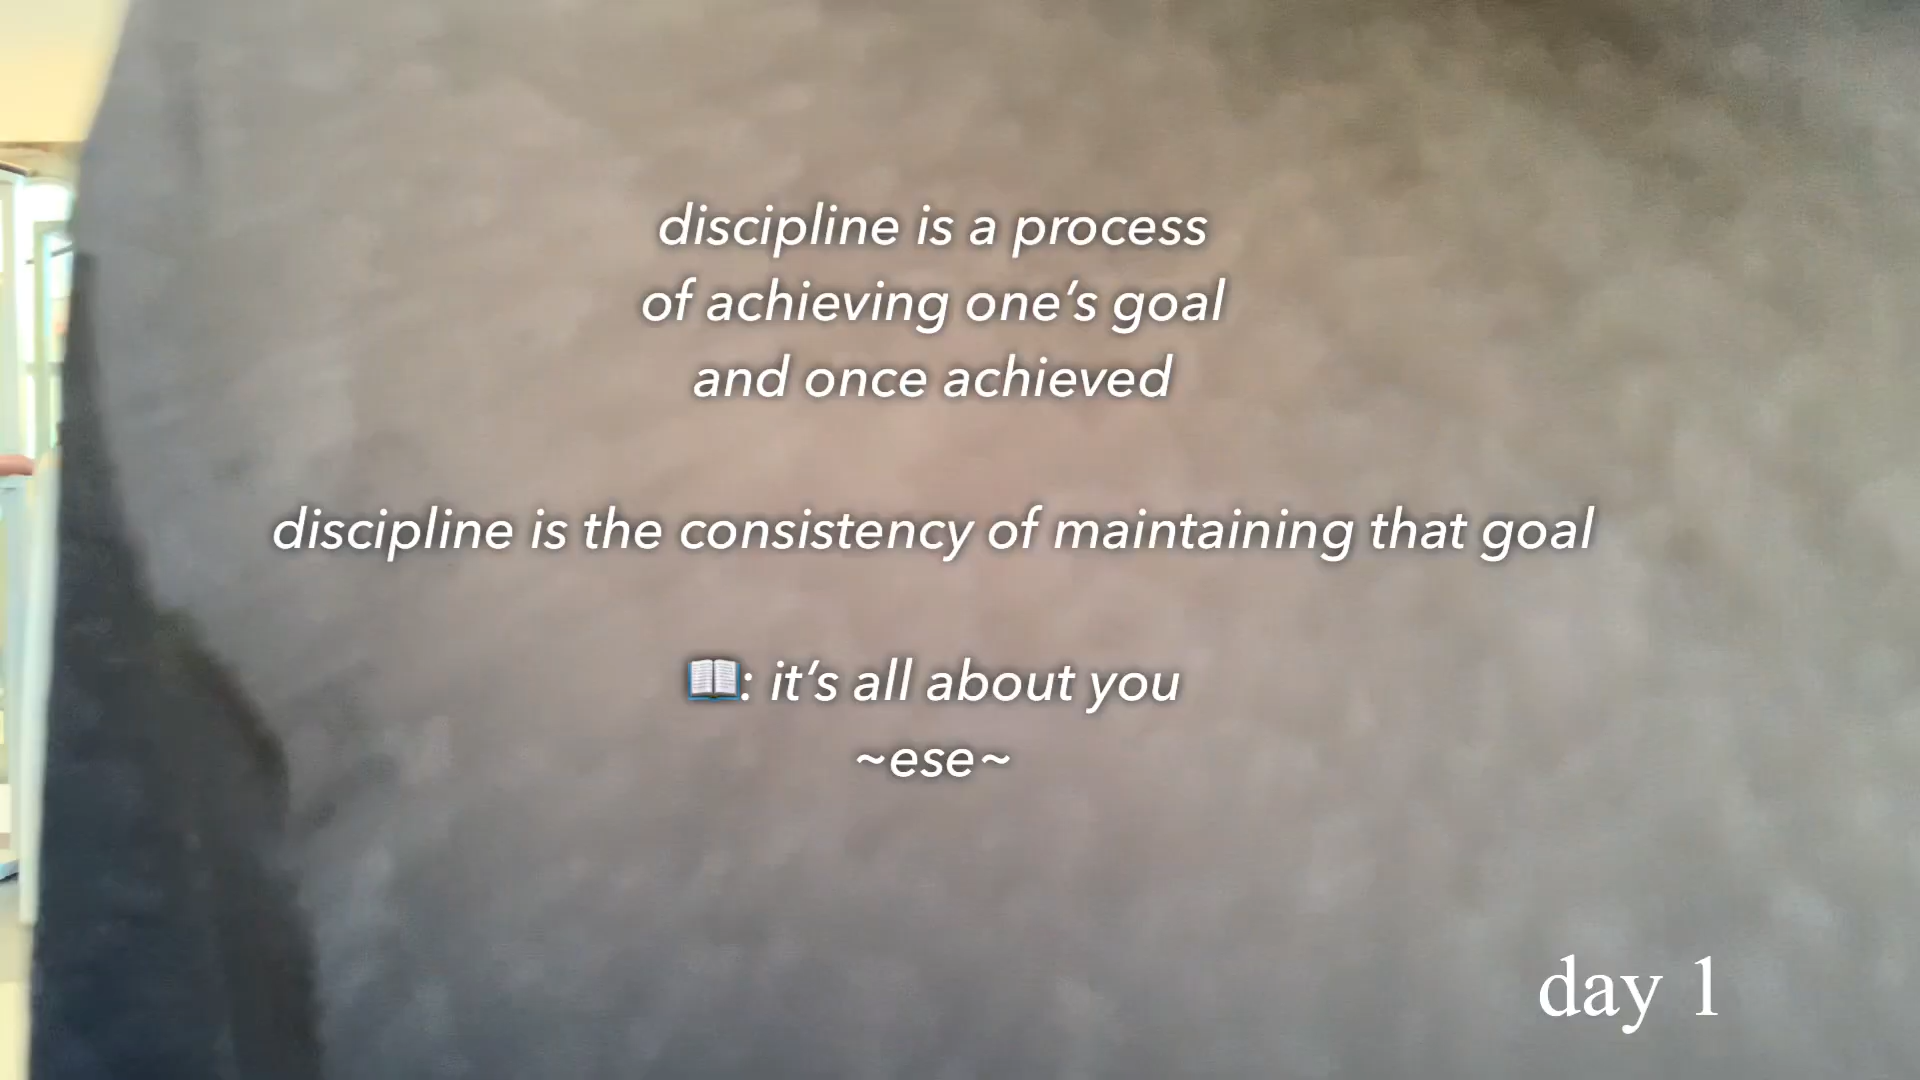 discipline is a process
of achieving one’s goal
and once achieved
discipline is the consistency of maintaining that goal
📖: it’s all about you
~ese~
day 1